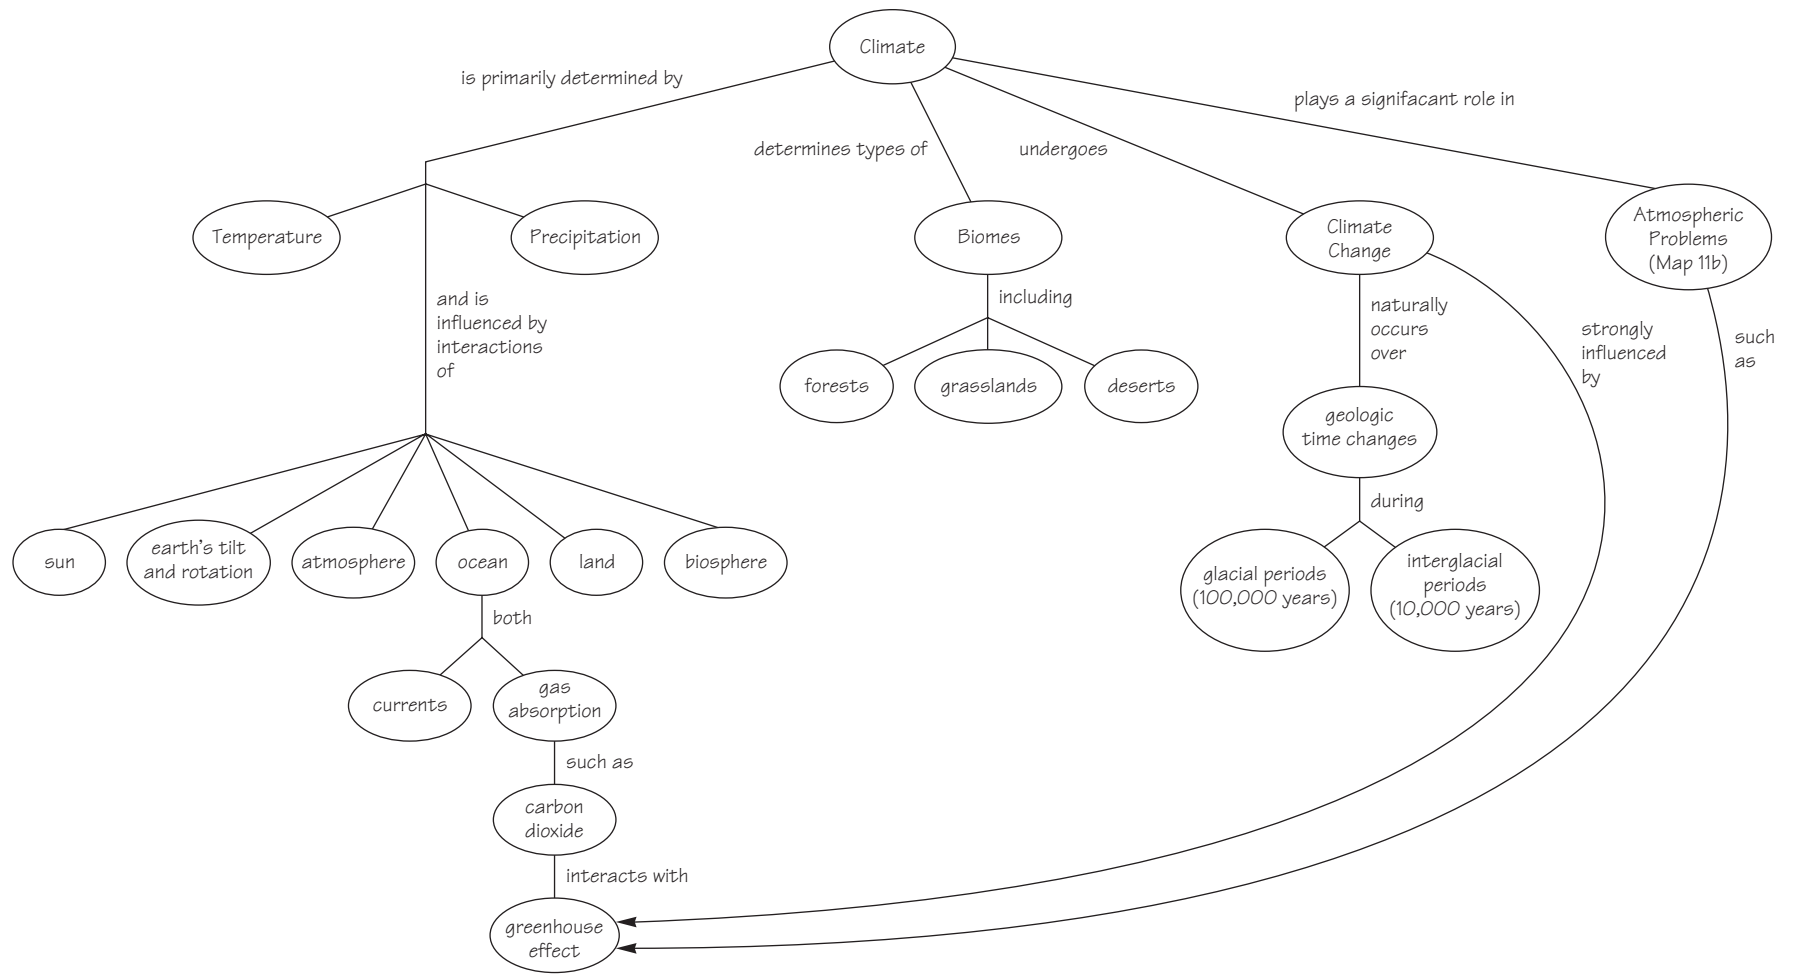 Climate
is primarily determined by
plays a signifacant role in
determines types of
undergoes
Temperature
Precipitation
Biomes
Climate
Change
Atmospheric
Problems
(Map 11b)
and is
influenced by
interactions
of
including
naturally
occurs
over
strongly
influenced
by
such
as
forests
grasslands
deserts
geologic
time changes
during
sun
earth's tilt
and rotation
atmosphere
ocean
land
biosphere
glacial periods
(100,000 years)
interglacial
periods
(10,000 years)
both
currents
gas
absorption
such as
carbon
dioxide
interacts with
greenhouse
effect